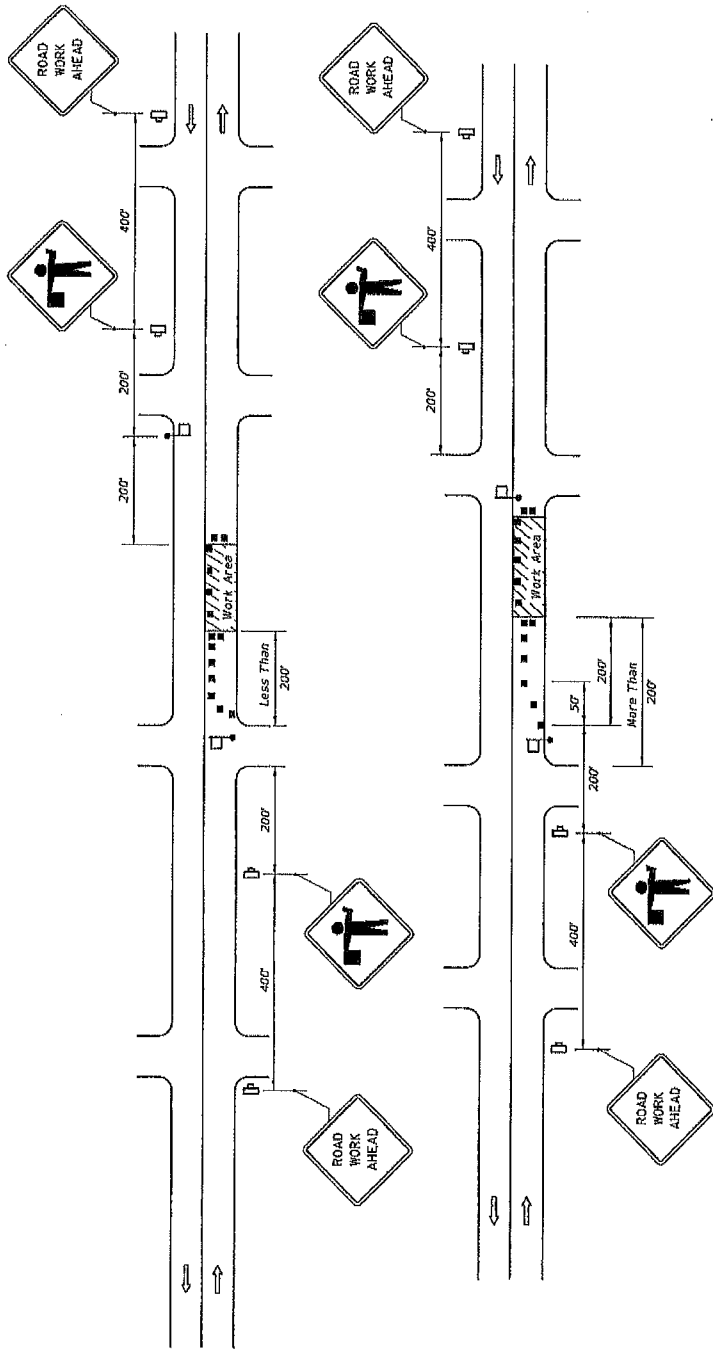 ROAD
WORK
AHEAD
400'
200'
200'
Work Area
Less Than
200'
200'
400'
ROAD
WORK
AHEAD
ROAD
WORK
AHEAD
400'
200'
Work Area
200'
More Than
200'
50'
200'
400'
ROAD
WORK
AHEAD